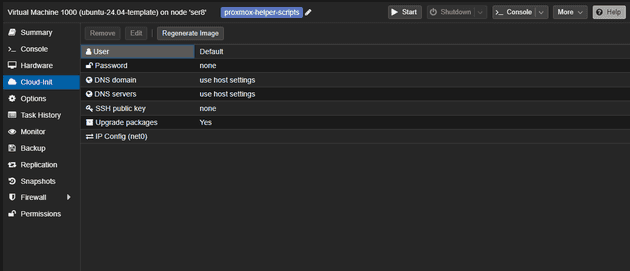 Virtual Machine 1000 (ubuntu-24.04-template) on node 'ser6' proxmox-helper-scripts Start Shutdown Console More Help
Summary
Console
Hardware
Cloud-Init
Options
Task History
Monitor
Backup
Replication
Snapshots
Firewall
Permissions
Remove Edit Regenerate Image
User Default
Password none
DNS domain use host settings
DNS servers use host settings
SSH public key none
Upgrade packages Yes
IP Config (net0)